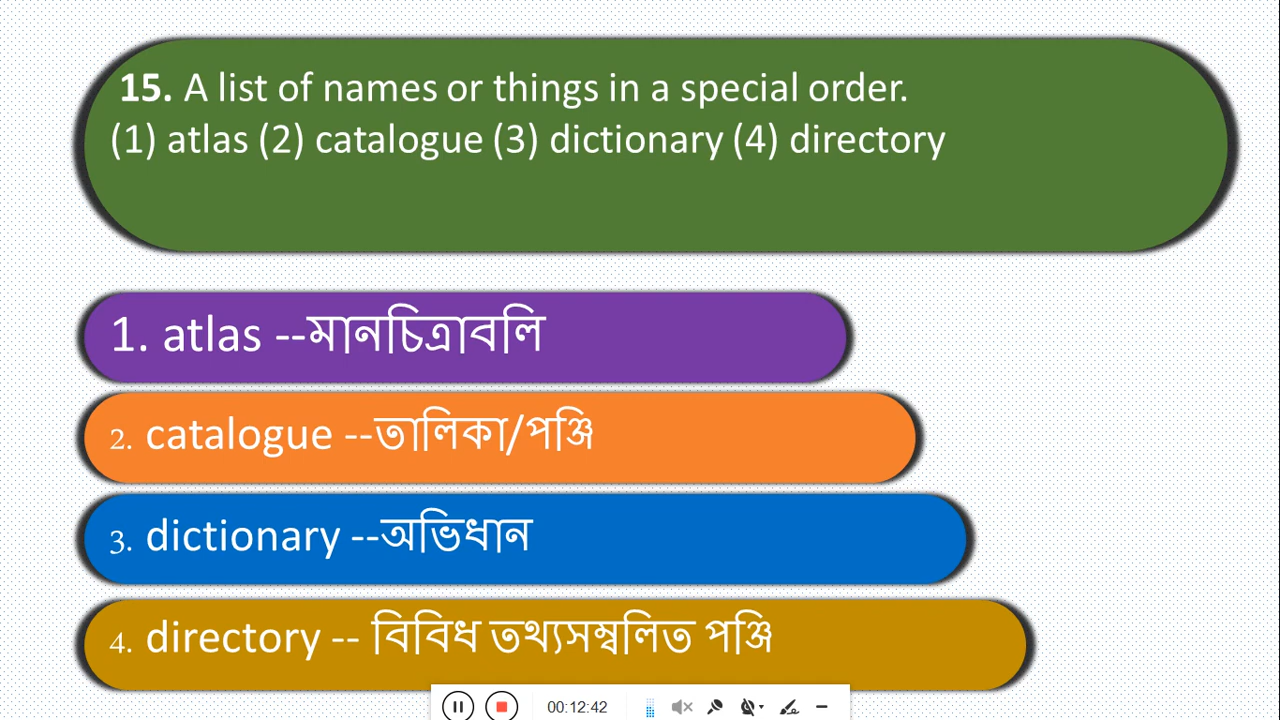 15. A list of names or things in a special order.
(1) atlas (2) catalogue (3) dictionary (4) directory
1. atlas --মানচিত্রাবলি
2. catalogue --তালিকা/পঞ্জি
3. dictionary --অভিধান
4. directory -- বিবিধ তথ্যসম্বলিত পঞ্জি
00:12:42